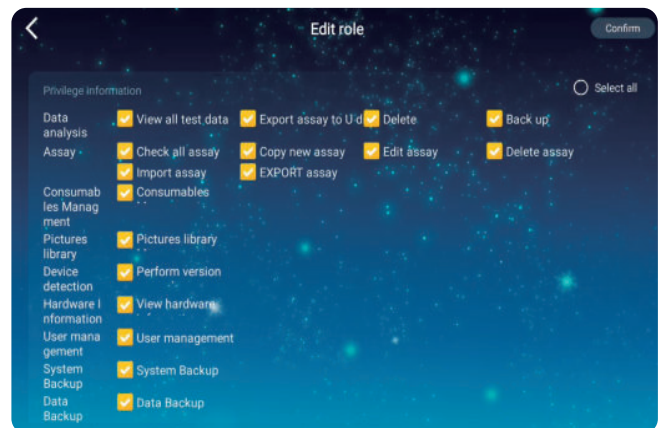 Edit role
Confirm
Privilege information
Select all
Data
analysis
View all test data
Export assay to U d
Delete
Back up
Assay
Check all assay
Copy new assay
Edit assay
Delete assay
Import assay
EXPORT assay
Consumab
les Manag
ment
Consumables
Pictures
library
Pictures library
Device
detection
Perform version
Hardware I
nformation
View hardware
User mana
gement
User management
System
Backup
System Backup
Data
Backup
Data Backup